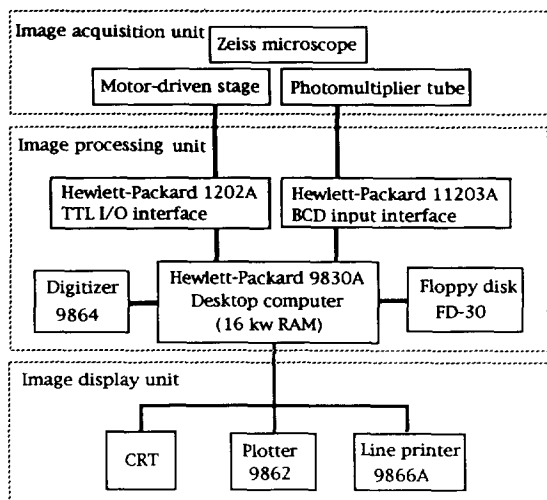 Image acquisition unit
Zeiss microscope
Motor-driven stage
Photomultiplier tube
Image processing unit
Hewlett-Packard 1202A
TTL I/O interface
Hewlett-Packard 11203A
BCD input interface
Digitizer
9864
Hewlett-Packard 9830A
Desktop computer
(16 kw RAM)
Floppy disk
FD-30
Image display unit
CRT
Plotter
9862
Line printer
9866A